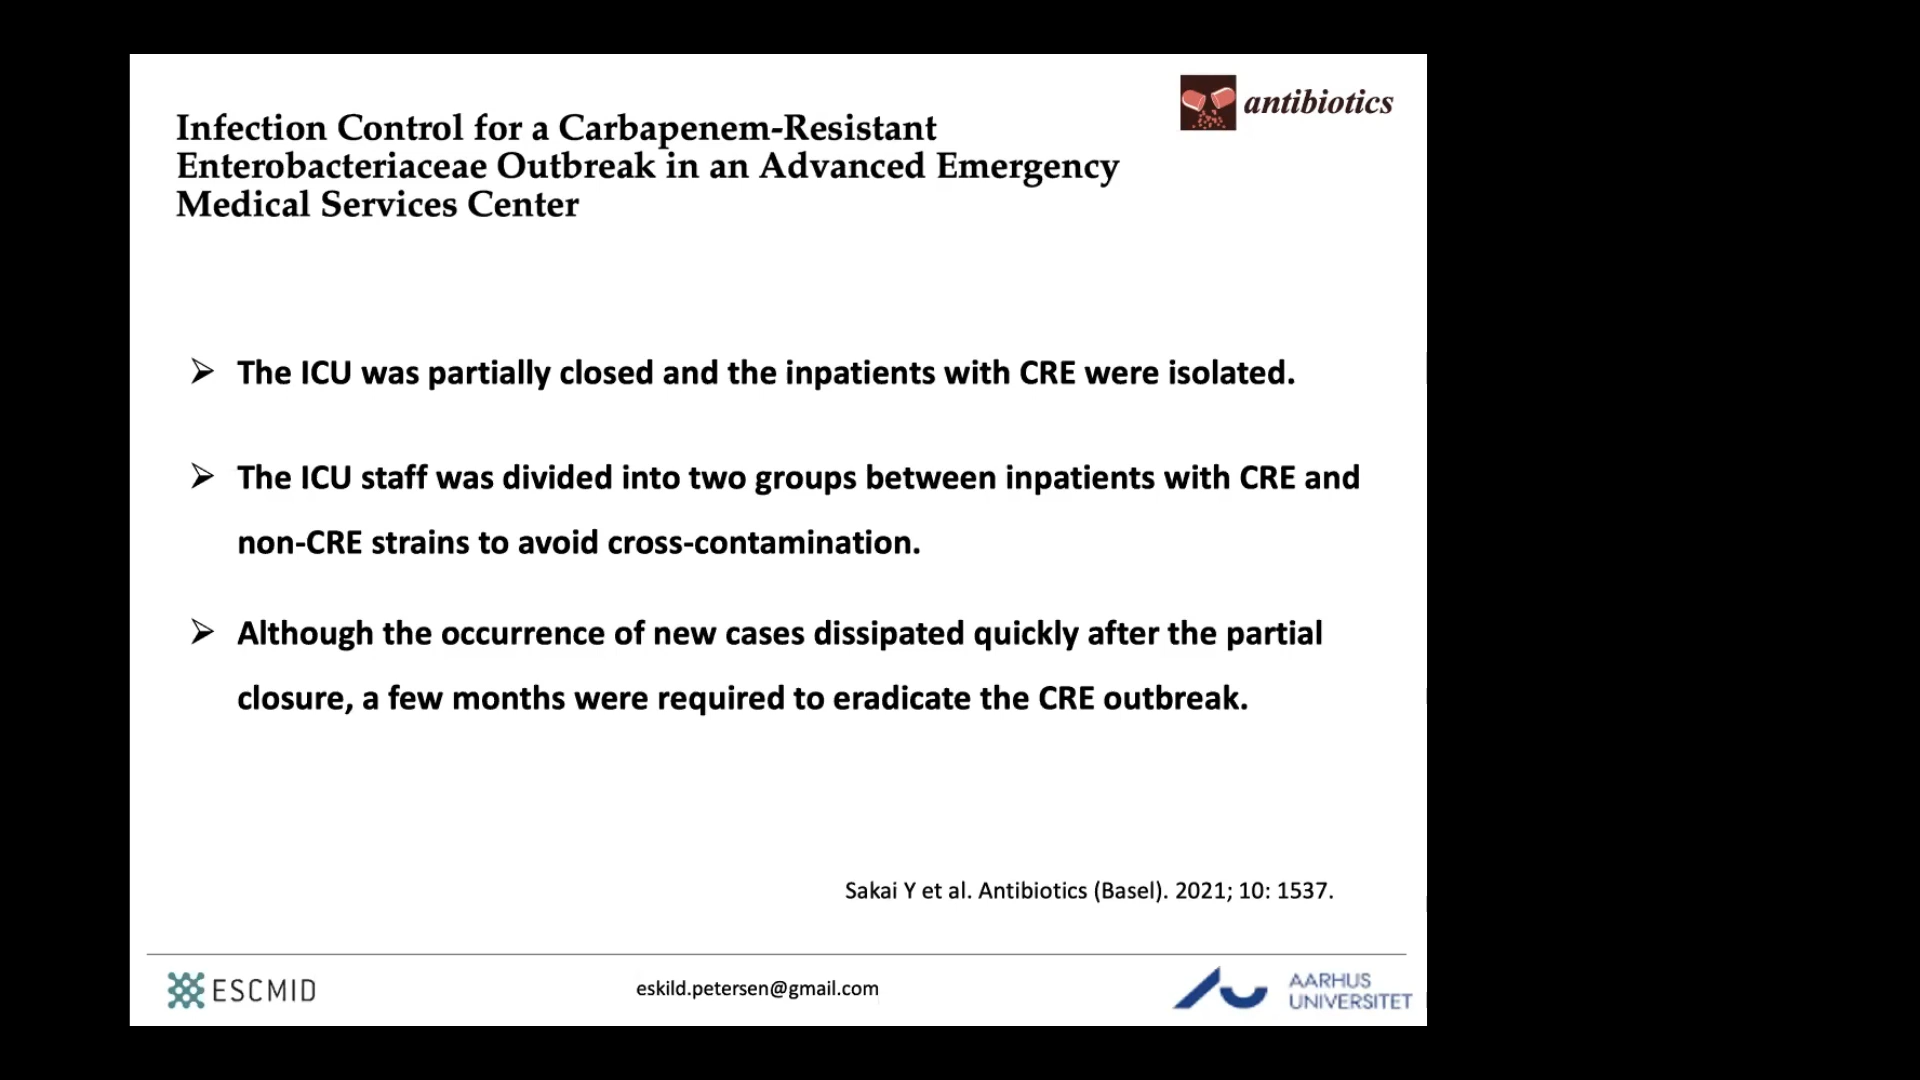 antibiotics
Infection Control for a Carbapenem-Resistant
Enterobacteriaceae Outbreak in an Advanced Emergency
Medical Services Center
➢ The ICU was partially closed and the inpatients with CRE were isolated.
➢ The ICU staff was divided into two groups between inpatients with CRE and
non-CRE strains to avoid cross-contamination.
➢ Although the occurrence of new cases dissipated quickly after the partial
closure, a few months were required to eradicate the CRE outbreak.
Sakai Y et al. Antibiotics (Basel). 2021; 10: 1537.
ESCMID
eskild.petersen@gmail.com
AARHUS
UNIVERSITET